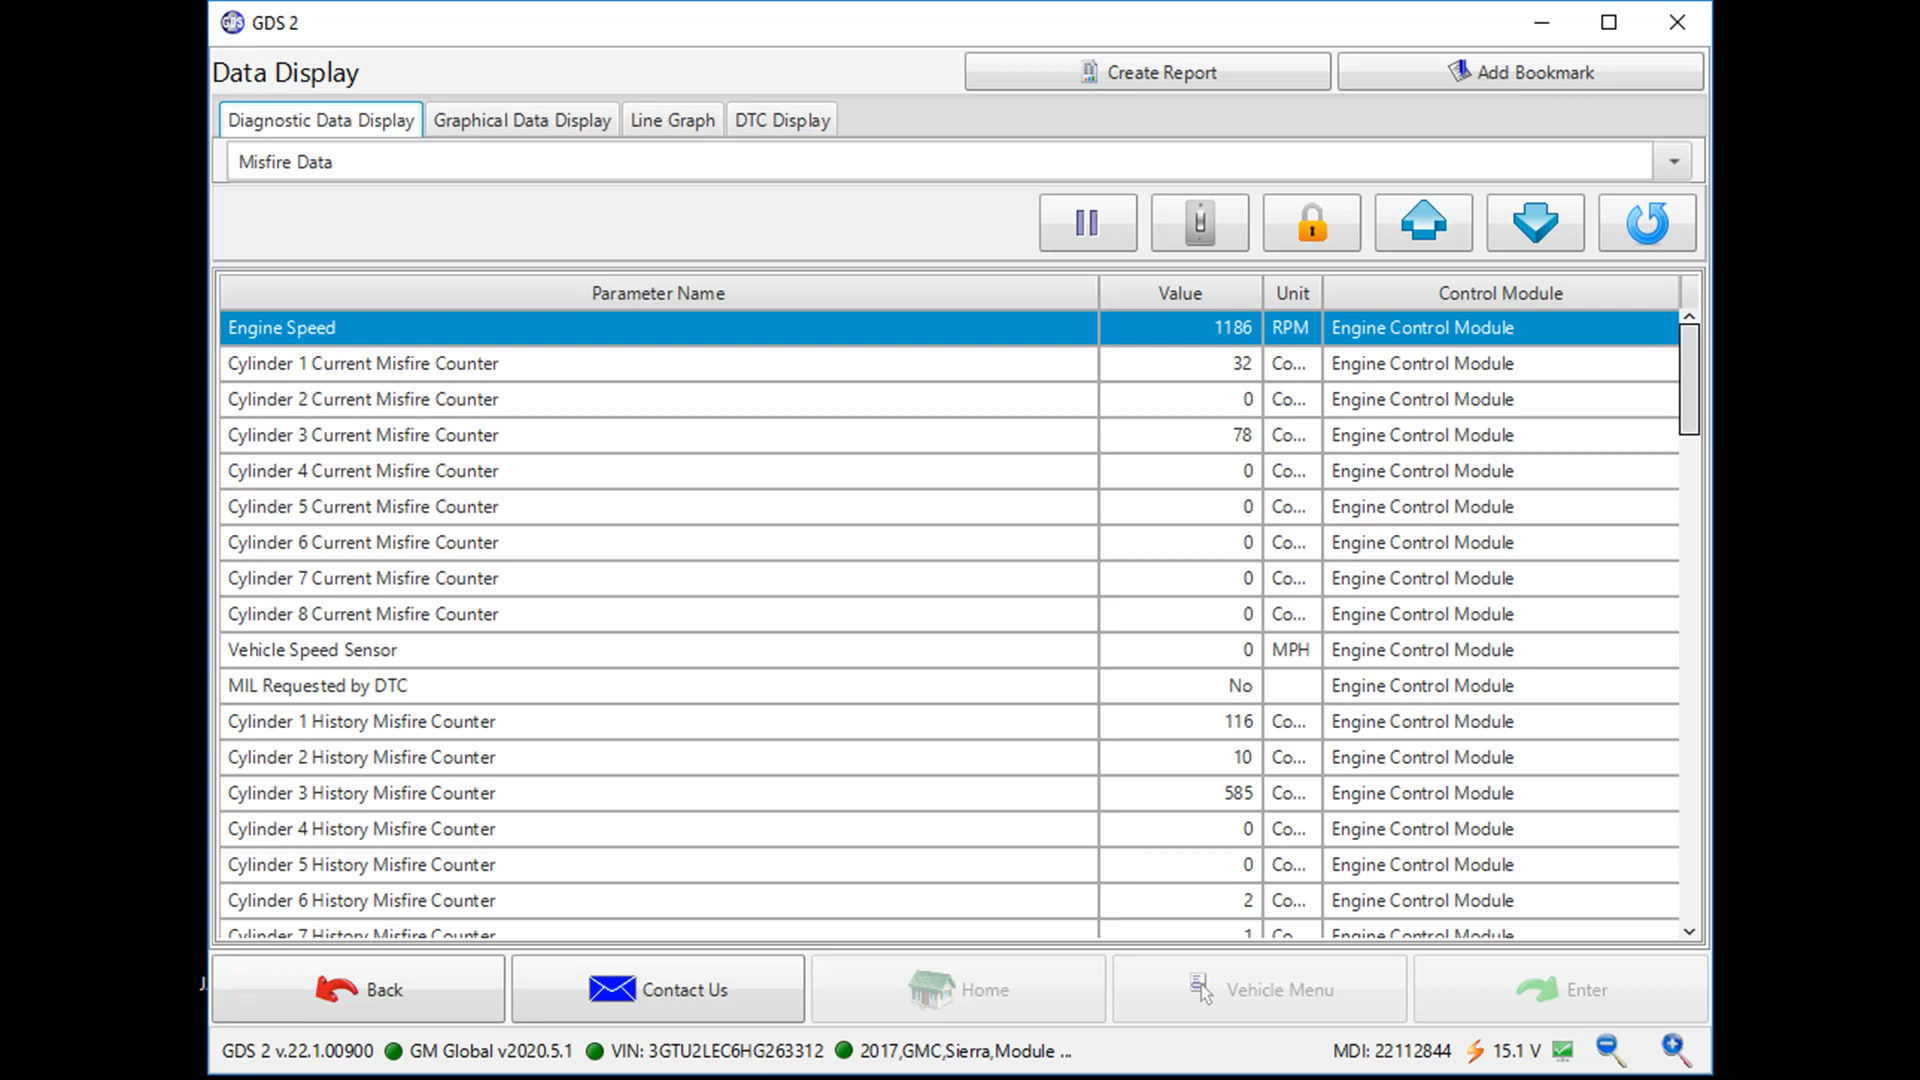 GDS 2
Data Display
Create Report
Add Bookmark
Diagnostic Data Display
Graphical Data Display
Line Graph
DTC Display
Misfire Data
Parameter Name Value Unit Control Module
Engine Speed 1186 RPM Engine Control Module
Cylinder 1 Current Misfire Counter 32 Co... Engine Control Module
Cylinder 2 Current Misfire Counter 0 Co... Engine Control Module
Cylinder 3 Current Misfire Counter 78 Co... Engine Control Module
Cylinder 4 Current Misfire Counter 0 Co... Engine Control Module
Cylinder 5 Current Misfire Counter 0 Co... Engine Control Module
Cylinder 6 Current Misfire Counter 0 Co... Engine Control Module
Cylinder 7 Current Misfire Counter 0 Co... Engine Control Module
Cylinder 8 Current Misfire Counter 0 Co... Engine Control Module
Vehicle Speed Sensor 0 MPH Engine Control Module
MIL Requested by DTC No Engine Control Module
Cylinder 1 History Misfire Counter 116 Co... Engine Control Module
Cylinder 2 History Misfire Counter 10 Co... Engine Control Module
Cylinder 3 History Misfire Counter 585 Co... Engine Control Module
Cylinder 4 History Misfire Counter 0 Co... Engine Control Module
Cylinder 5 History Misfire Counter 0 Co... Engine Control Module
Cylinder 6 History Misfire Counter 2 Co... Engine Control Module
Cylinder 7 History Misfire Counter 1 Co... Engine Control Module
Back
Contact Us
Home
Vehicle Menu
Enter
GDS 2 v.22.1.00900 GM Global v2020.5.1 VIN: 3GTU2LEC6HG263312 2017,GMC,Sierra,Module ... MDI: 22112844 15.1 V